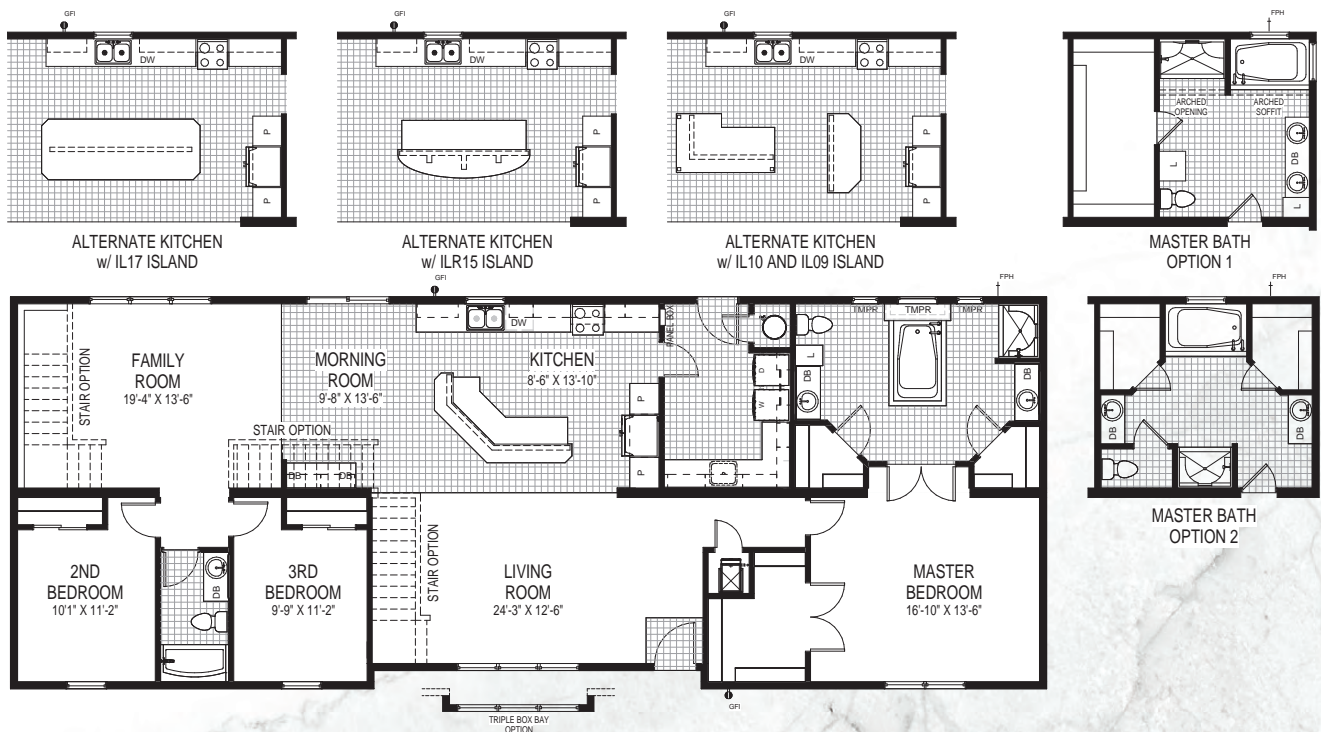 GFI
DW
P
P
ALTERNATE KITCHEN
w/ IL17 ISLAND
GFI
DW
P
P
ALTERNATE KITCHEN
w/ ILR15 ISLAND
GFI
DW
P
P
ALTERNATE KITCHEN
w/ IL10 AND IL09 ISLAND
FPH
ARCHED
OPENING
ARCHED
SOFFIT
L
DB
L
MASTER BATH
OPTION 1
GFI
FPH
STAIR OPTION
FAMILY
ROOM
19'-4" X 13'-6"
MORNING
ROOM
9'-8" X 13'-6"
STAIR OPTION
DB
DB
DW
KITCHEN
8'-6" X 13'-10"
P
P
PANEL BOX
D
W
L
DB
TMPR
TMPR
TMPR
DB
2ND
BEDROOM
10'1" X 11'-2"
DB
3RD
BEDROOM
9'-9" X 11'-2"
STAIR OPTION
LIVING
ROOM
24'-3" X 12'-6"
MASTER
BEDROOM
16'-10" X 13'-6"
GFI
TRIPLE BOX BAY
OPTION
FPH
DB
DB
MASTER BATH
OPTION 2